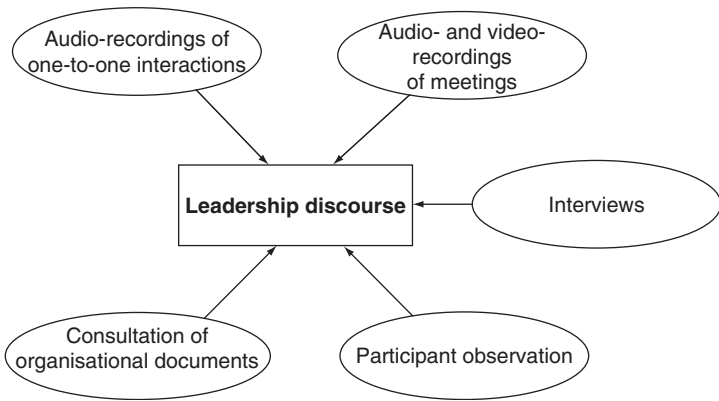 Audio-recordings of
one-to-one interactions
Audio- and video-
recordings
of meetings
Leadership discourse
Interviews
Consultation of
organisational documents
Participant observation